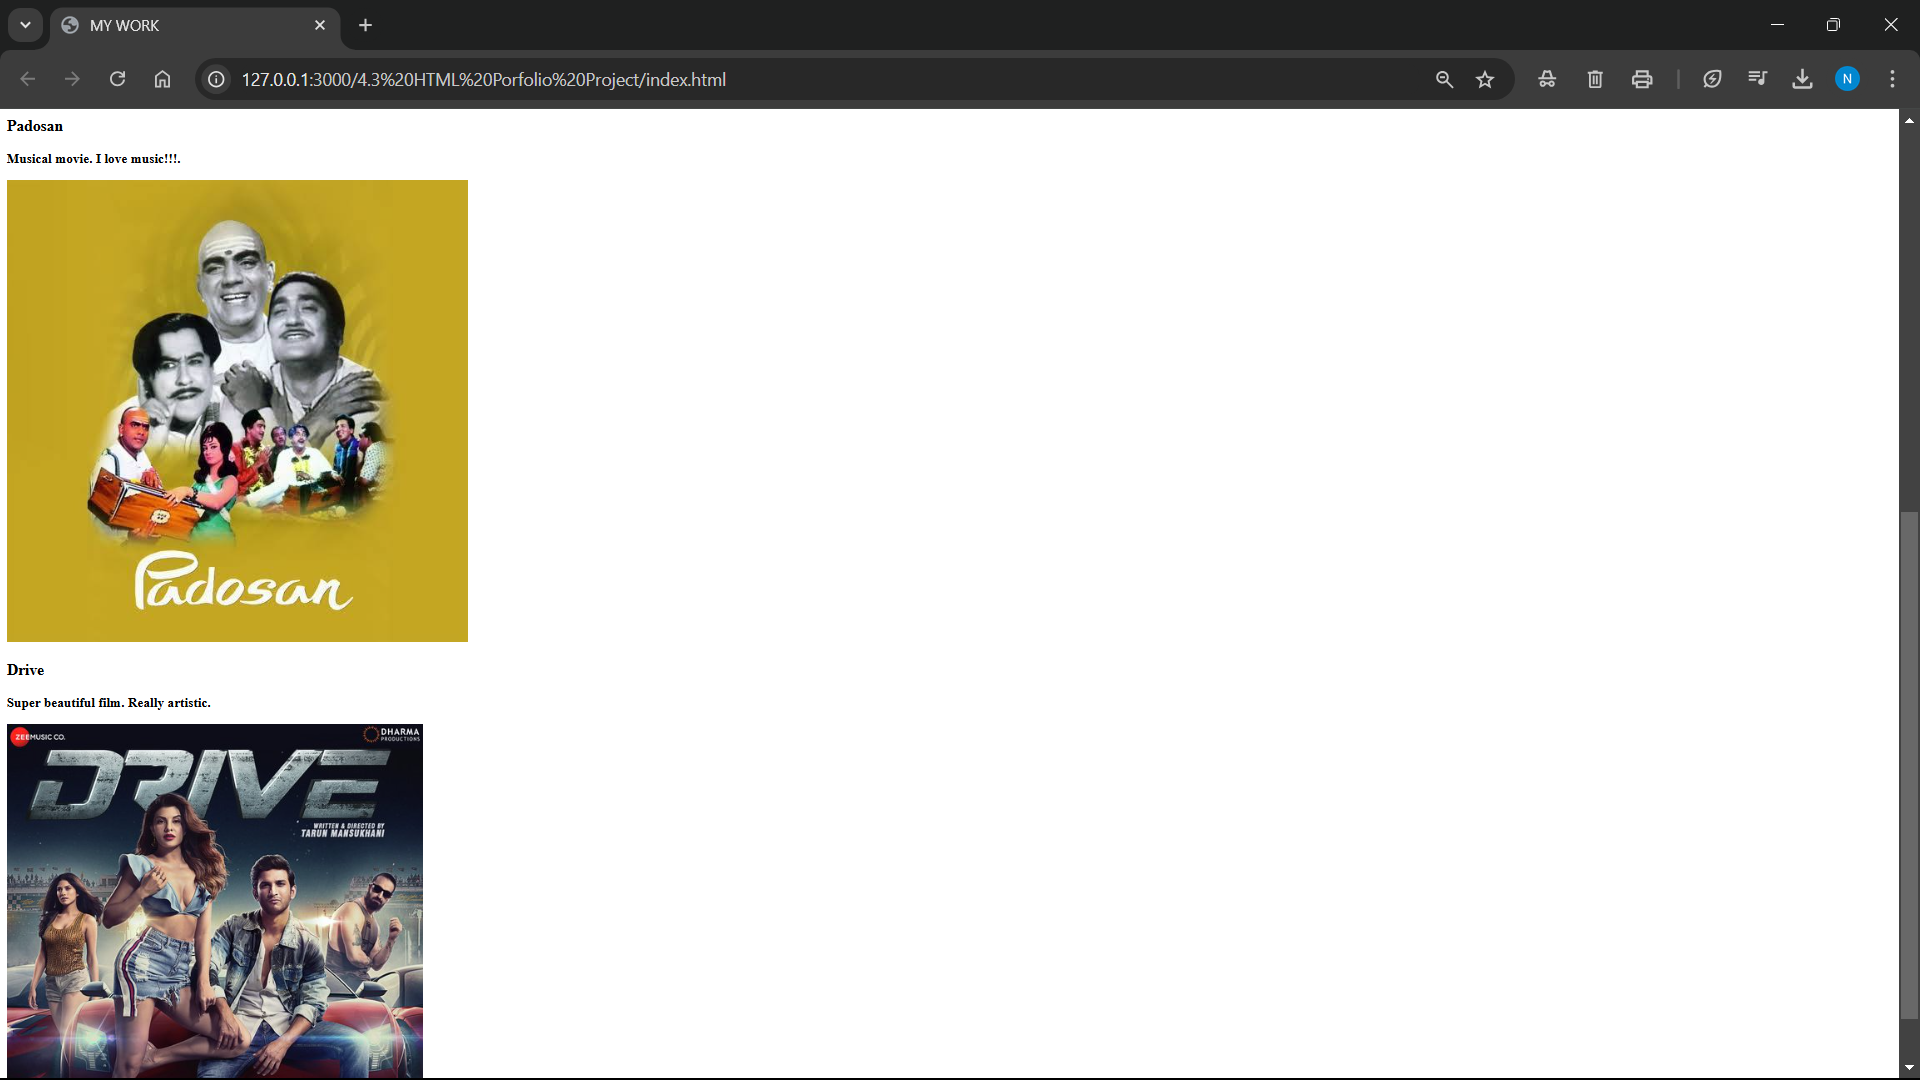 MY WORK
127.0.0.1:3000/4.3%20HTML%20Porfolio%20Project/index.html
N
Padosan
Musical movie. I love music!!!.
Padosan
Drive
Super beautiful film. Really artistic.
ZEE MUSIC CO.
DHARMA
PRODUCTIONS
DRIVE
WRITTEN & DIRECTED BY
TARUN MANSUKHANI